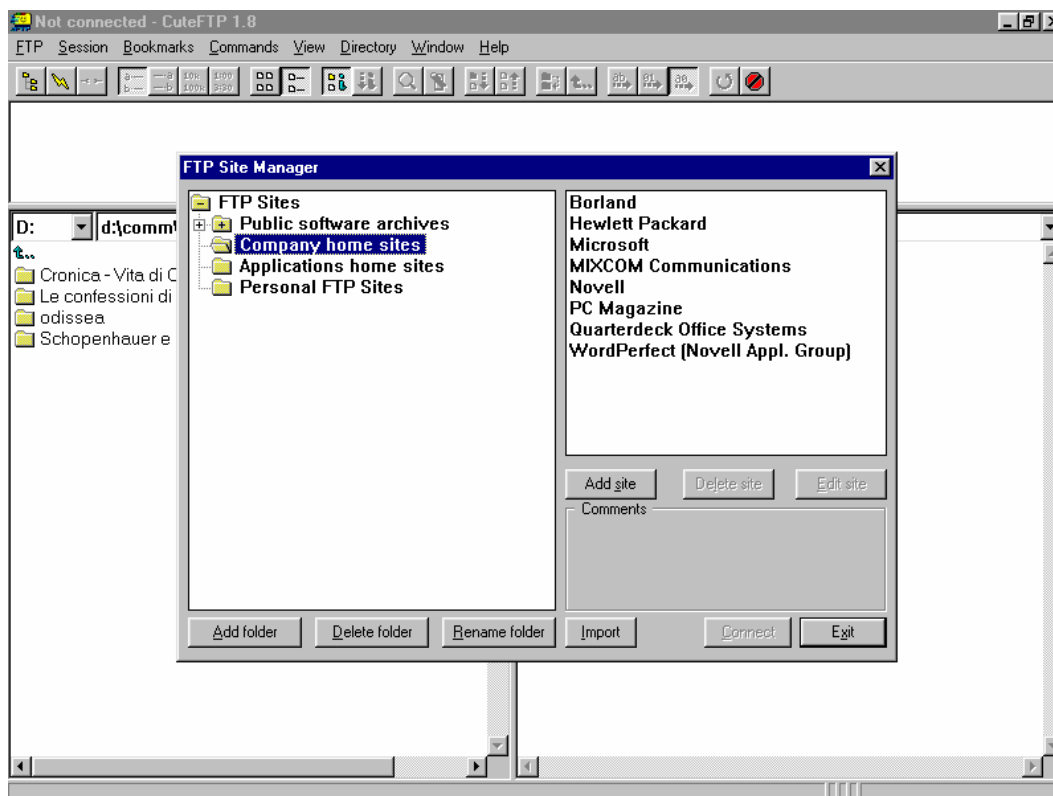 Not connected - CuteFTP 1.8
FTP Session Bookmarks Commands View Directory Window Help
FTP Site Manager
FTP Sites
Public software archives
Company home sites
Applications home sites
Personal FTP Sites
Borland
Hewlett Packard
Microsoft
MIXCOM Communications
Novell
PC Magazine
Quarterdeck Office Systems
WordPerfect (Novell Appl. Group)
D: d:\comm\
Cronica - Vita di C
Le confessioni di
odissea
Schopenhauer e
Add site Delete site Edit site
Comments
Add folder Delete folder Rename folder Import Connect Exit